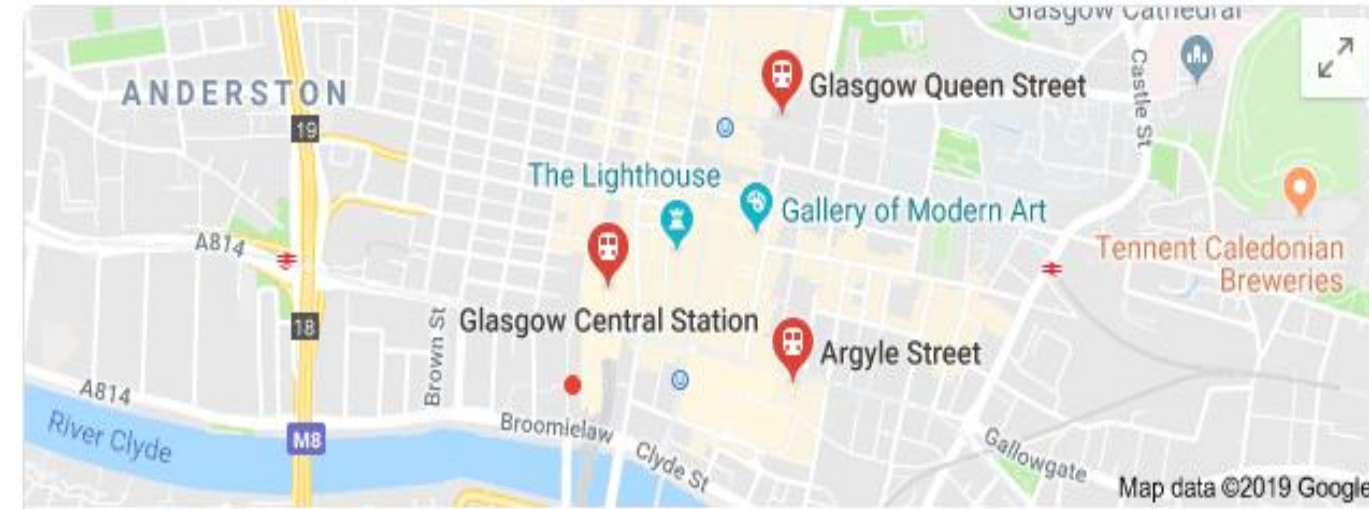 Glasgow Cathedral
ANDERSTON
Glasgow Queen Street
Castle St
19
The Lighthouse
Gallery of Modern Art
A814
Tennent Caledonian
Breweries
18
Glasgow Central Station
Brown St
Argyle Street
A814
River Clyde
M8
Broomielaw
Clyde St
Gallowgate
Map data ©2019 Google